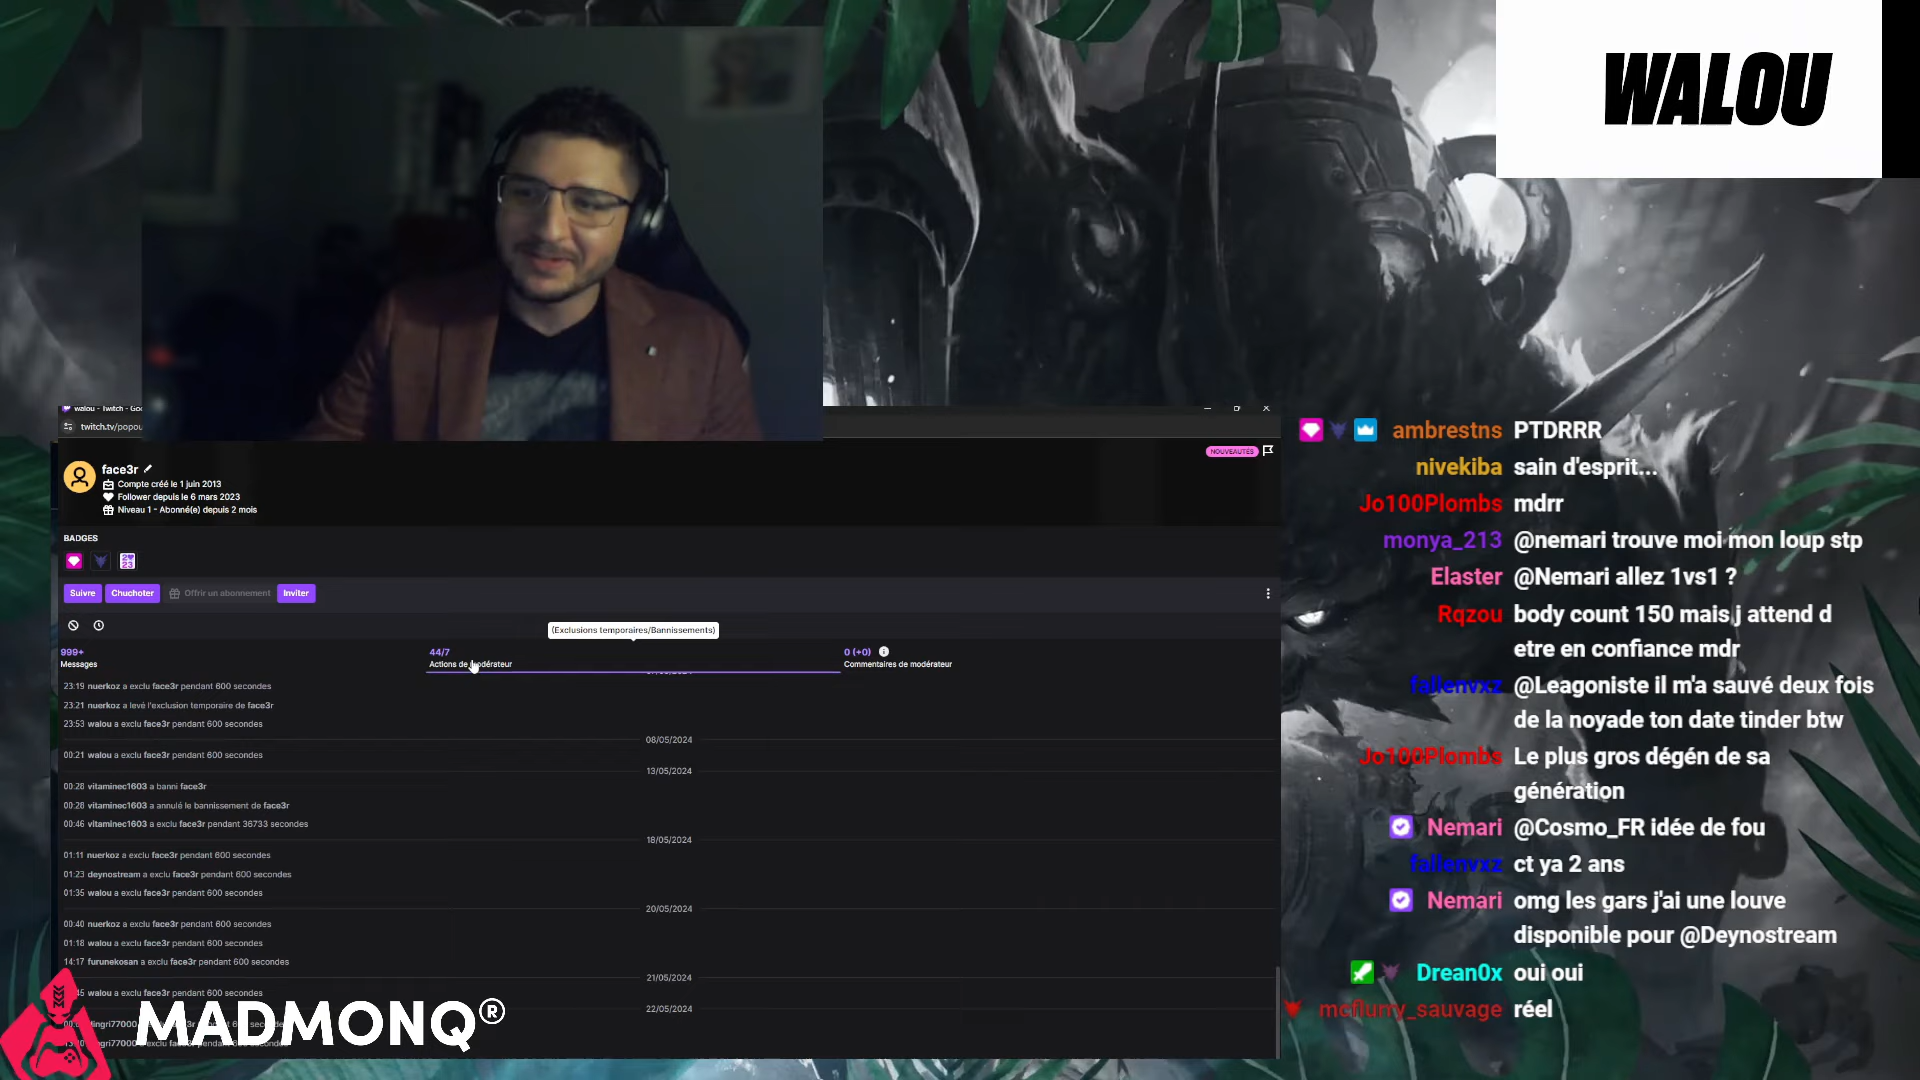 WALOU
walou - Twitch - Goo
twitch.tv/popou
NOUVEAUTÉS
face3r
Compte créé le 1 juin 2013
Follower depuis le 6 mars 2023
Niveau 1 - Abonné(e) depuis 2 mois
BADGES
Suivre
Chuchoter
Offrir un abonnement
Inviter
(Exclusions temporaires/Bannissements)
999+
Messages
44/7
Actions de modérateur
0 (+0)
Commentaires de modérateur
23:19 nuerkoz a exclu face3r pendant 600 secondes
23:21 nuerkoz a levé l'exclusion temporaire de face3r
23:53 walou a exclu face3r pendant 600 secondes
08/05/2024
00:21 walou a exclu face3r pendant 600 secondes
13/05/2024
00:28 vitaminec1603 a banni face3r
00:28 vitaminec1603 a annulé le bannissement de face3r
00:46 vitaminec1603 a exclu face3r pendant 36733 secondes
18/05/2024
01:11 nuerkoz a exclu face3r pendant 600 secondes
01:23 deynostream a exclu face3r pendant 600 secondes
01:35 walou a exclu face3r pendant 600 secondes
20/05/2024
00:40 nuerkoz a exclu face3r pendant 600 secondes
01:18 walou a exclu face3r pendant 600 secondes
14:17 furunekosan a exclu face3r pendant 600 secondes
21/05/2024
walou a exclu face3r pendant 600 secondes
22/05/2024
MADMONQ®
ambrestns PTDRRR
nivekiba sain d'esprit...
Jo100Plombs mdrr
monya_213 @nemari trouve moi mon loup stp
Elaster @Nemari allez 1vs1 ?
Rqzou body count 150 mais j attend d
etre en confiance mdr
fallenvxz @Leagoniste il m'a sauvé deux fois
de la noyade ton date tinder btw
Jo100Plombs Le plus gros dégén de sa
génération
Nemari @Cosmo_FR idée de fou
fallenvxz ct ya 2 ans
Nemari omg les gars j'ai une louve
disponible pour @Deynostream
Drean0x oui oui
mcflurry_sauvage réel